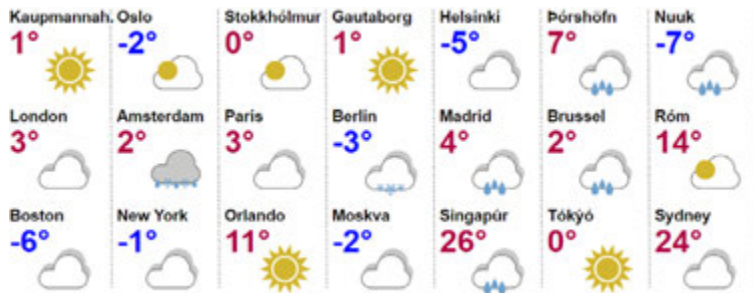 Kaupmannah. Oslo Stokkhólmur Gautaborg Helsinki Þórshöfn Nuuk
1° -2° 0° 1° -5° 7° -7°
London Amsterdam París Berlín Madríd Brussel Róm
3° 2° 3° -3° 4° 2° 14°
Boston New York Orlando Moskva Singapúr Tókýó Sydney
-6° -1° 11° -2° 26° 0° 24°